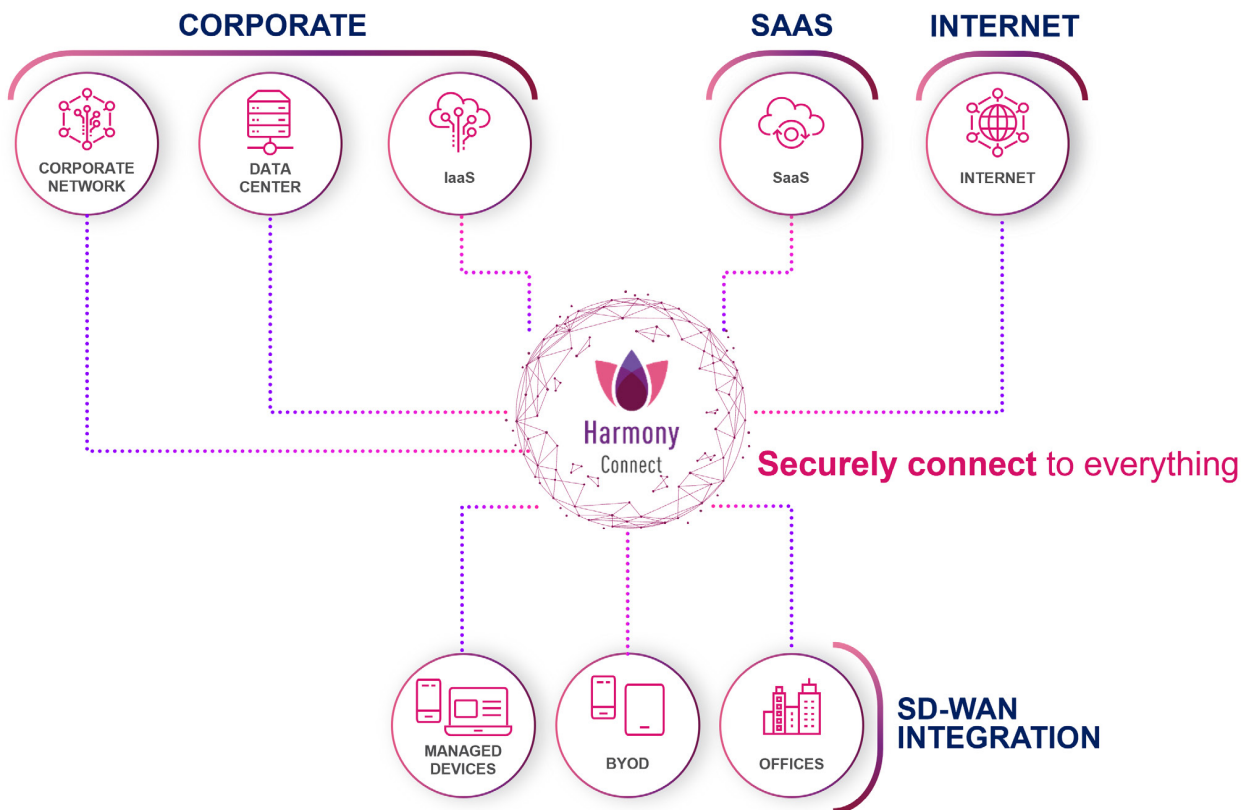 CORPORATE
SAAS
INTERNET
CORPORATE
NETWORK
DATA
CENTER
IaaS
SaaS
INTERNET
Harmony
Connect
Securely connect to everything
MANAGED
DEVICES
BYOD
OFFICES
SD-WAN
INTEGRATION